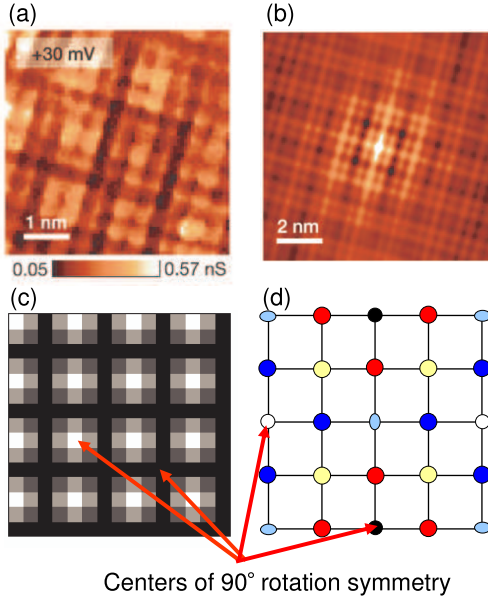 (a)
(b)
+30 mV
1 nm
2 nm
0.05
0.57 nS
(c)
(d)
Centers of 90° rotation symmetry